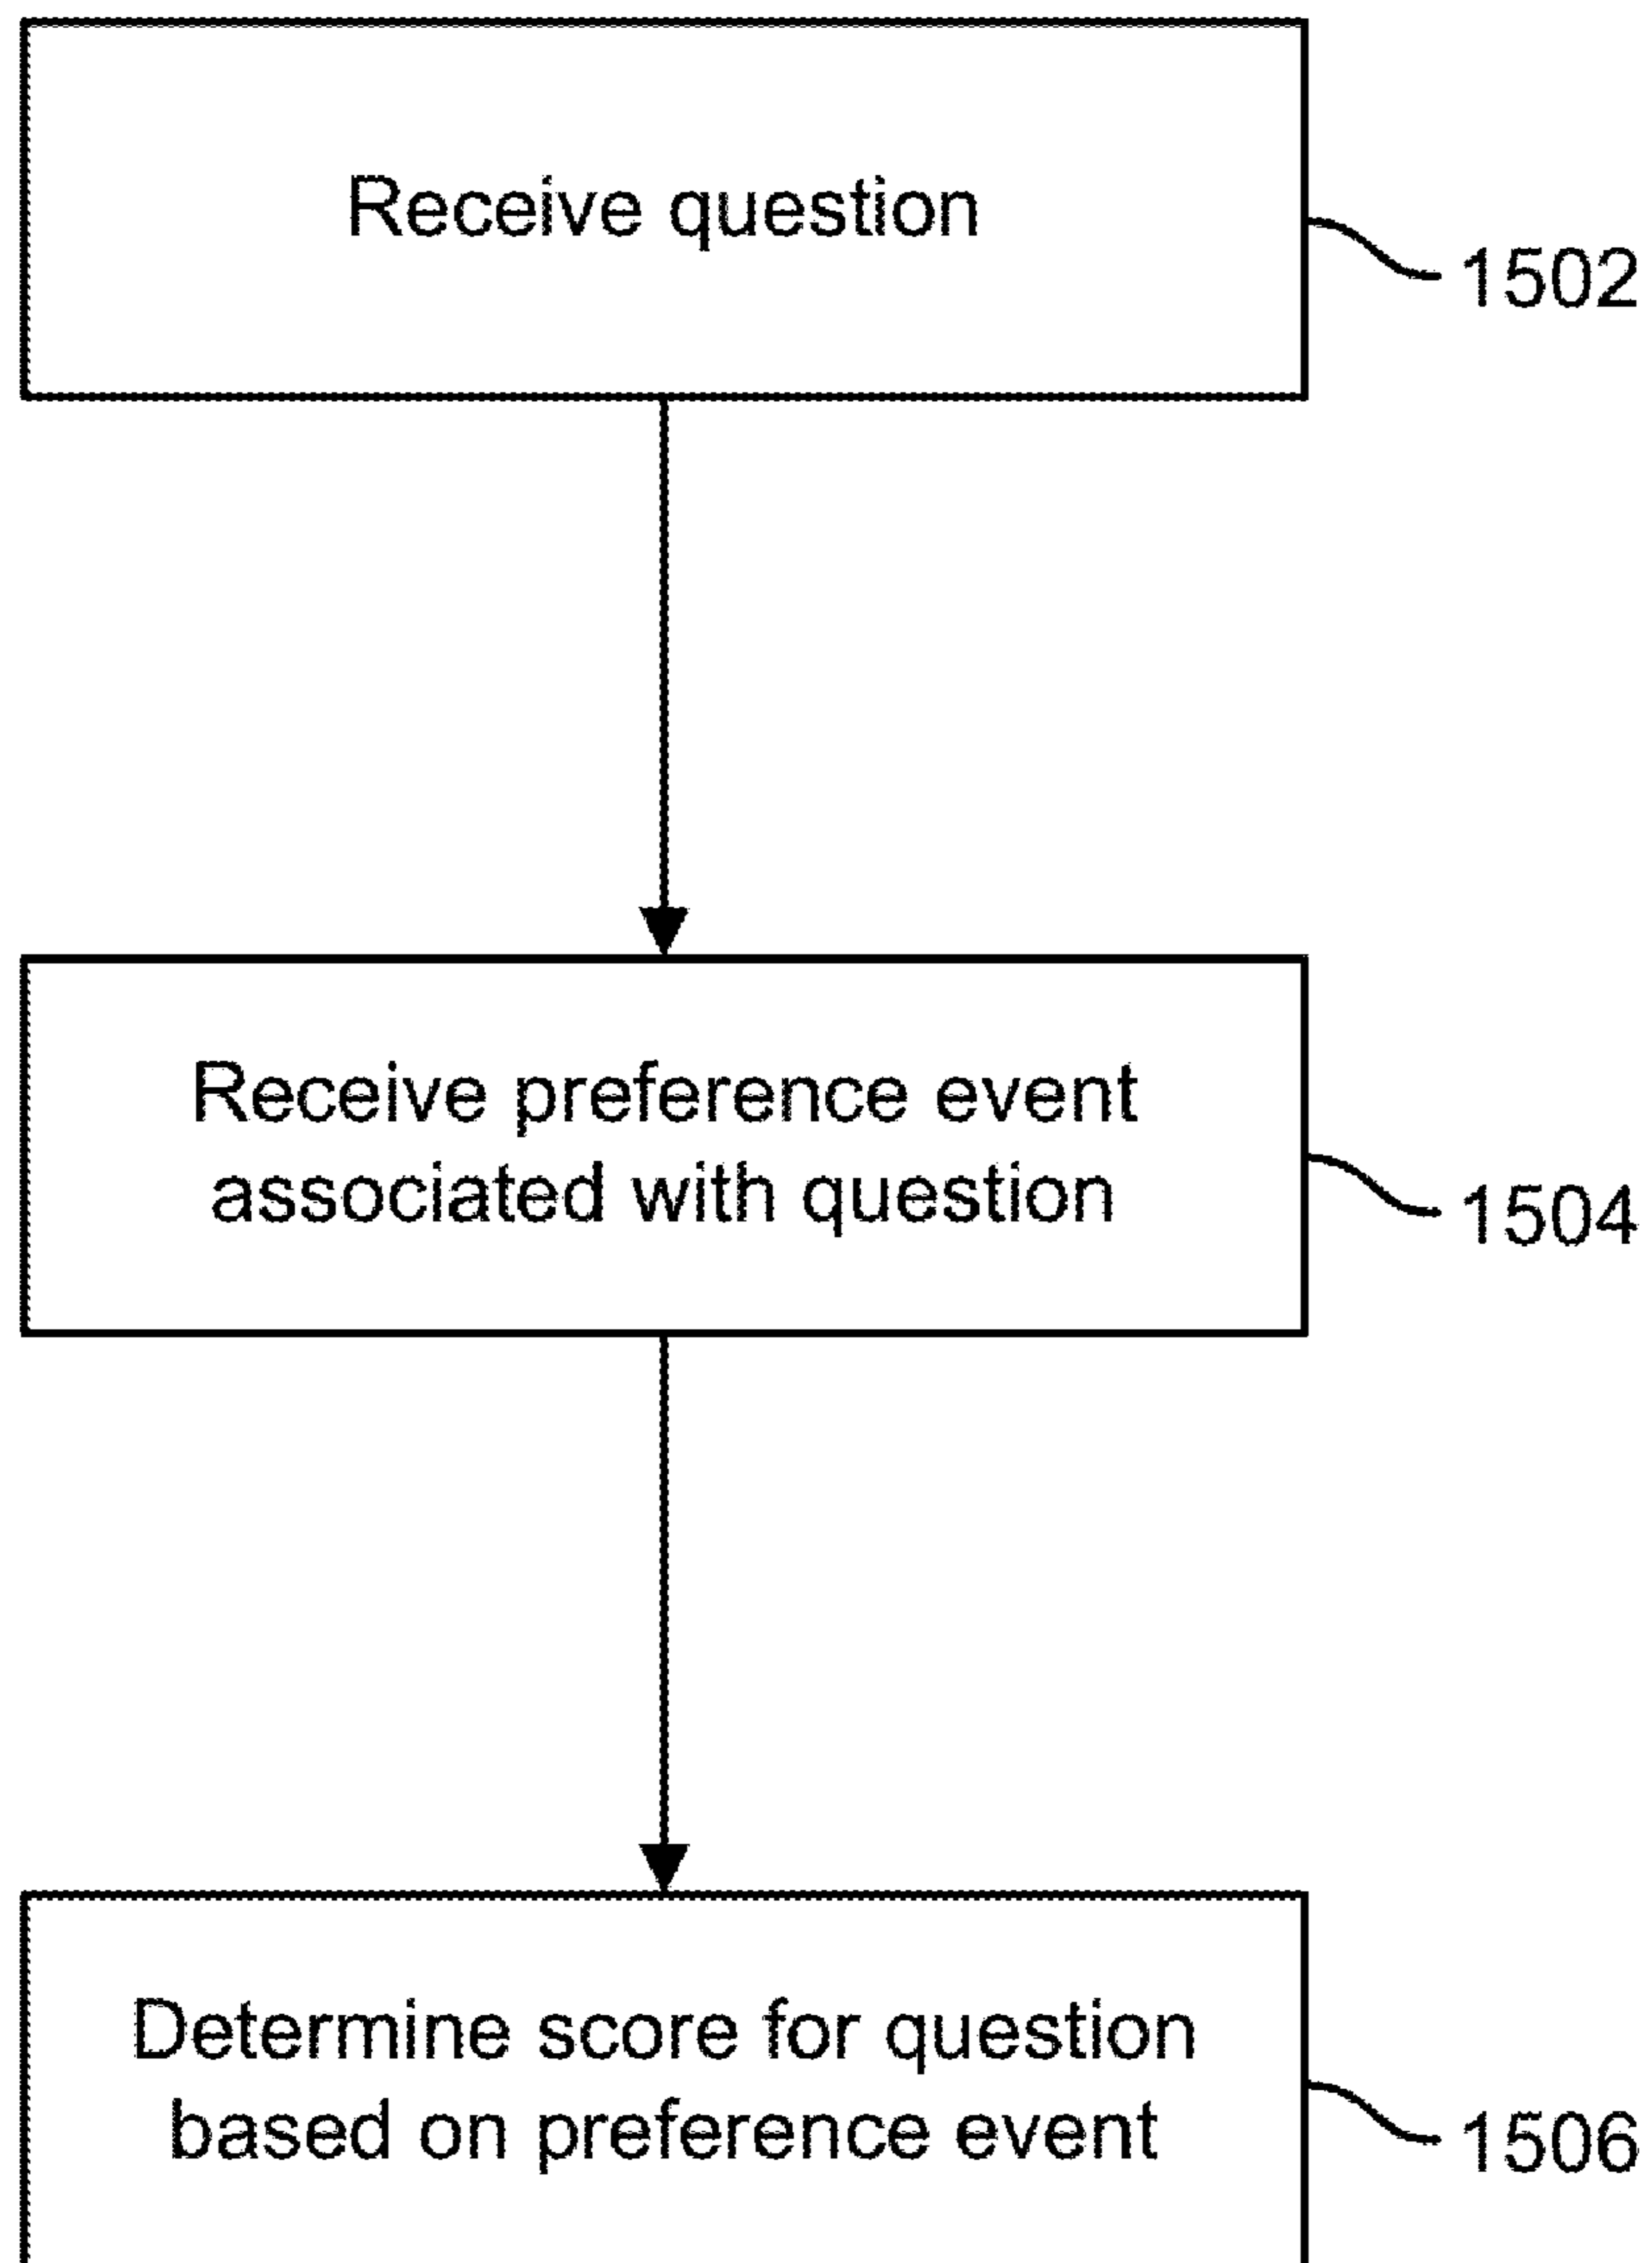 Receive question
1502
Receive preference event
associated with question
1504
Determine score for question
based on preference event
1506